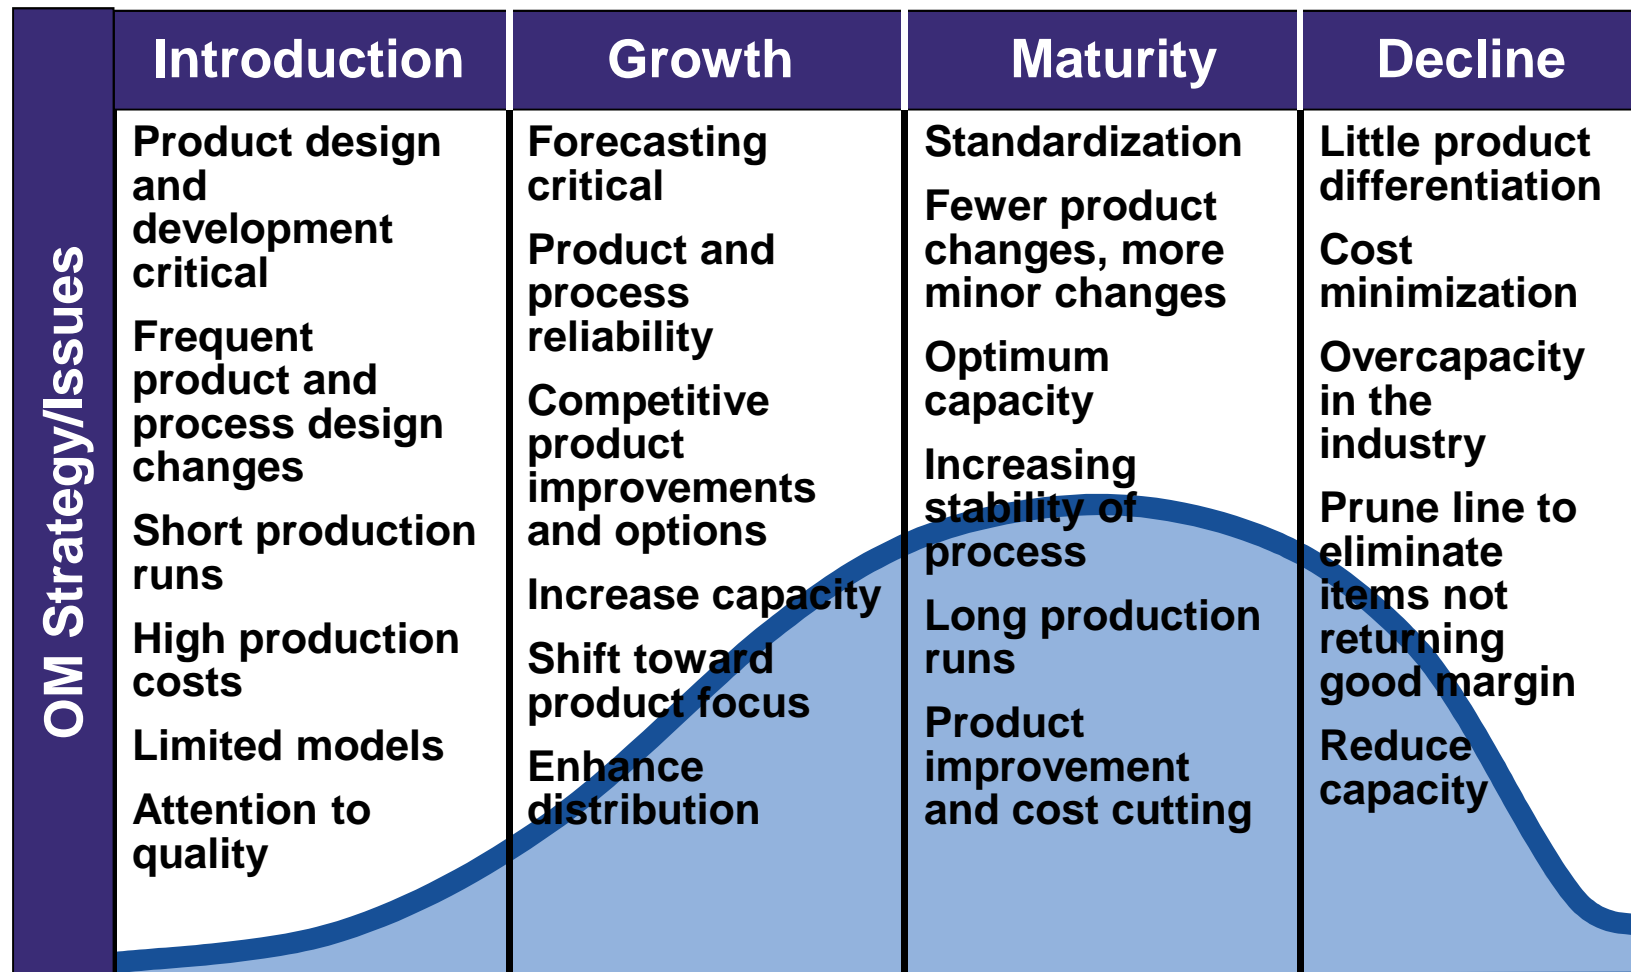 OM Strategy/Issues
Introduction
Product design
and
development
critical
Frequent
product and
process design
changes
Short production
runs
High production
costs
Limited models
Attention to
quality
Growth
Forecasting
critical
Product and
process
reliability
Competitive
product
improvements
and options
Increase capacity
Shift toward
product focus
Enhance
distribution
Maturity
Standardization
Fewer product
changes, more
minor changes
Optimum
capacity
Increasing
stability of
process
Long production
runs
Product
improvement
and cost cutting
Decline
Little product
differentiation
Cost
minimization
Overcapacity
in the
industry
Prune line to
eliminate
items not
returning
good margin
Reduce
capacity